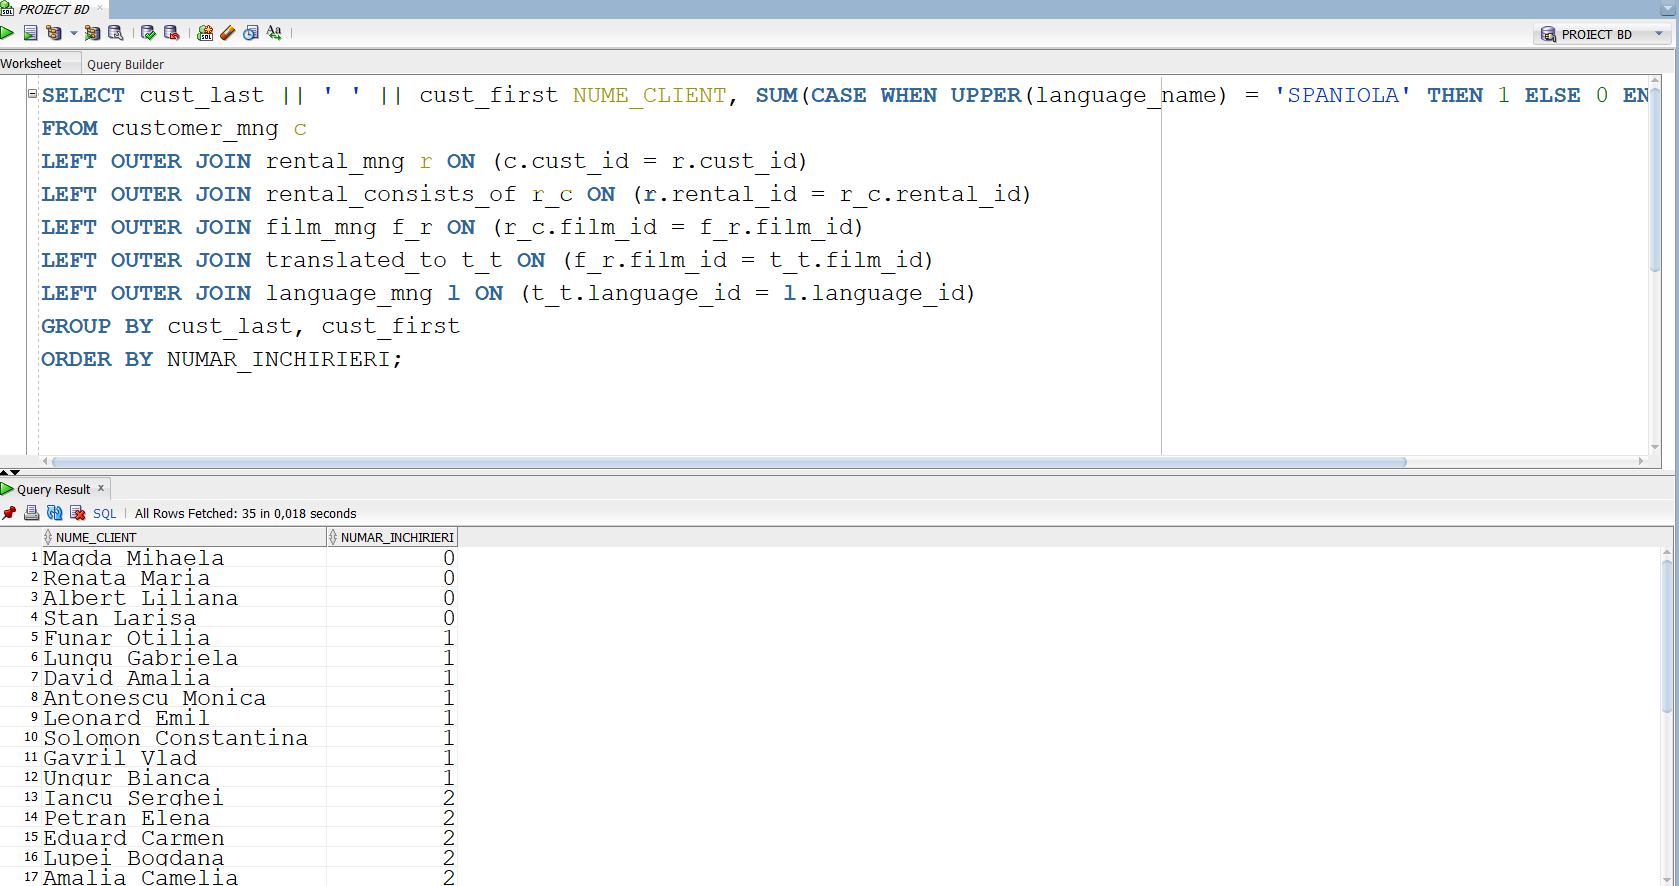 PROIECT BD
PROIECT BD
Worksheet Query Builder
SELECT cust_last || ' ' || cust_first NUME_CLIENT, SUM(CASE WHEN UPPER(language_name) = 'SPANIOLA' THEN 1 ELSE 0 EN
FROM customer_mng c
LEFT OUTER JOIN rental_mng r ON (c.cust_id = r.cust_id)
LEFT OUTER JOIN rental_consists_of r_c ON (r.rental_id = r_c.rental_id)
LEFT OUTER JOIN film_mng f_r ON (r_c.film_id = f_r.film_id)
LEFT OUTER JOIN translated_to t_t ON (f_r.film_id = t_t.film_id)
LEFT OUTER JOIN language_mng l ON (t_t.language_id = l.language_id)
GROUP BY cust_last, cust_first
ORDER BY NUMAR_INCHIRIERI;
Query Result x
SQL | All Rows Fetched: 35 in 0,018 seconds
NUME_CLIENT NUMAR_INCHIRIERI
1 Magda Mihaela 0
2 Renata Maria 0
3 Albert Liliana 0
4 Stan Larisa 0
5 Funar Otilia 1
6 Lungu Gabriela 1
7 David Amalia 1
8 Antonescu Monica 1
9 Leonard Emil 1
10 Solomon Constantina 1
11 Gavril Vlad 1
12 Ungur Bianca 1
13 Iancu Serghei 2
14 Petran Elena 2
15 Eduard Carmen 2
16 Lupei Bogdana 2
17 Amalia Camelia 2